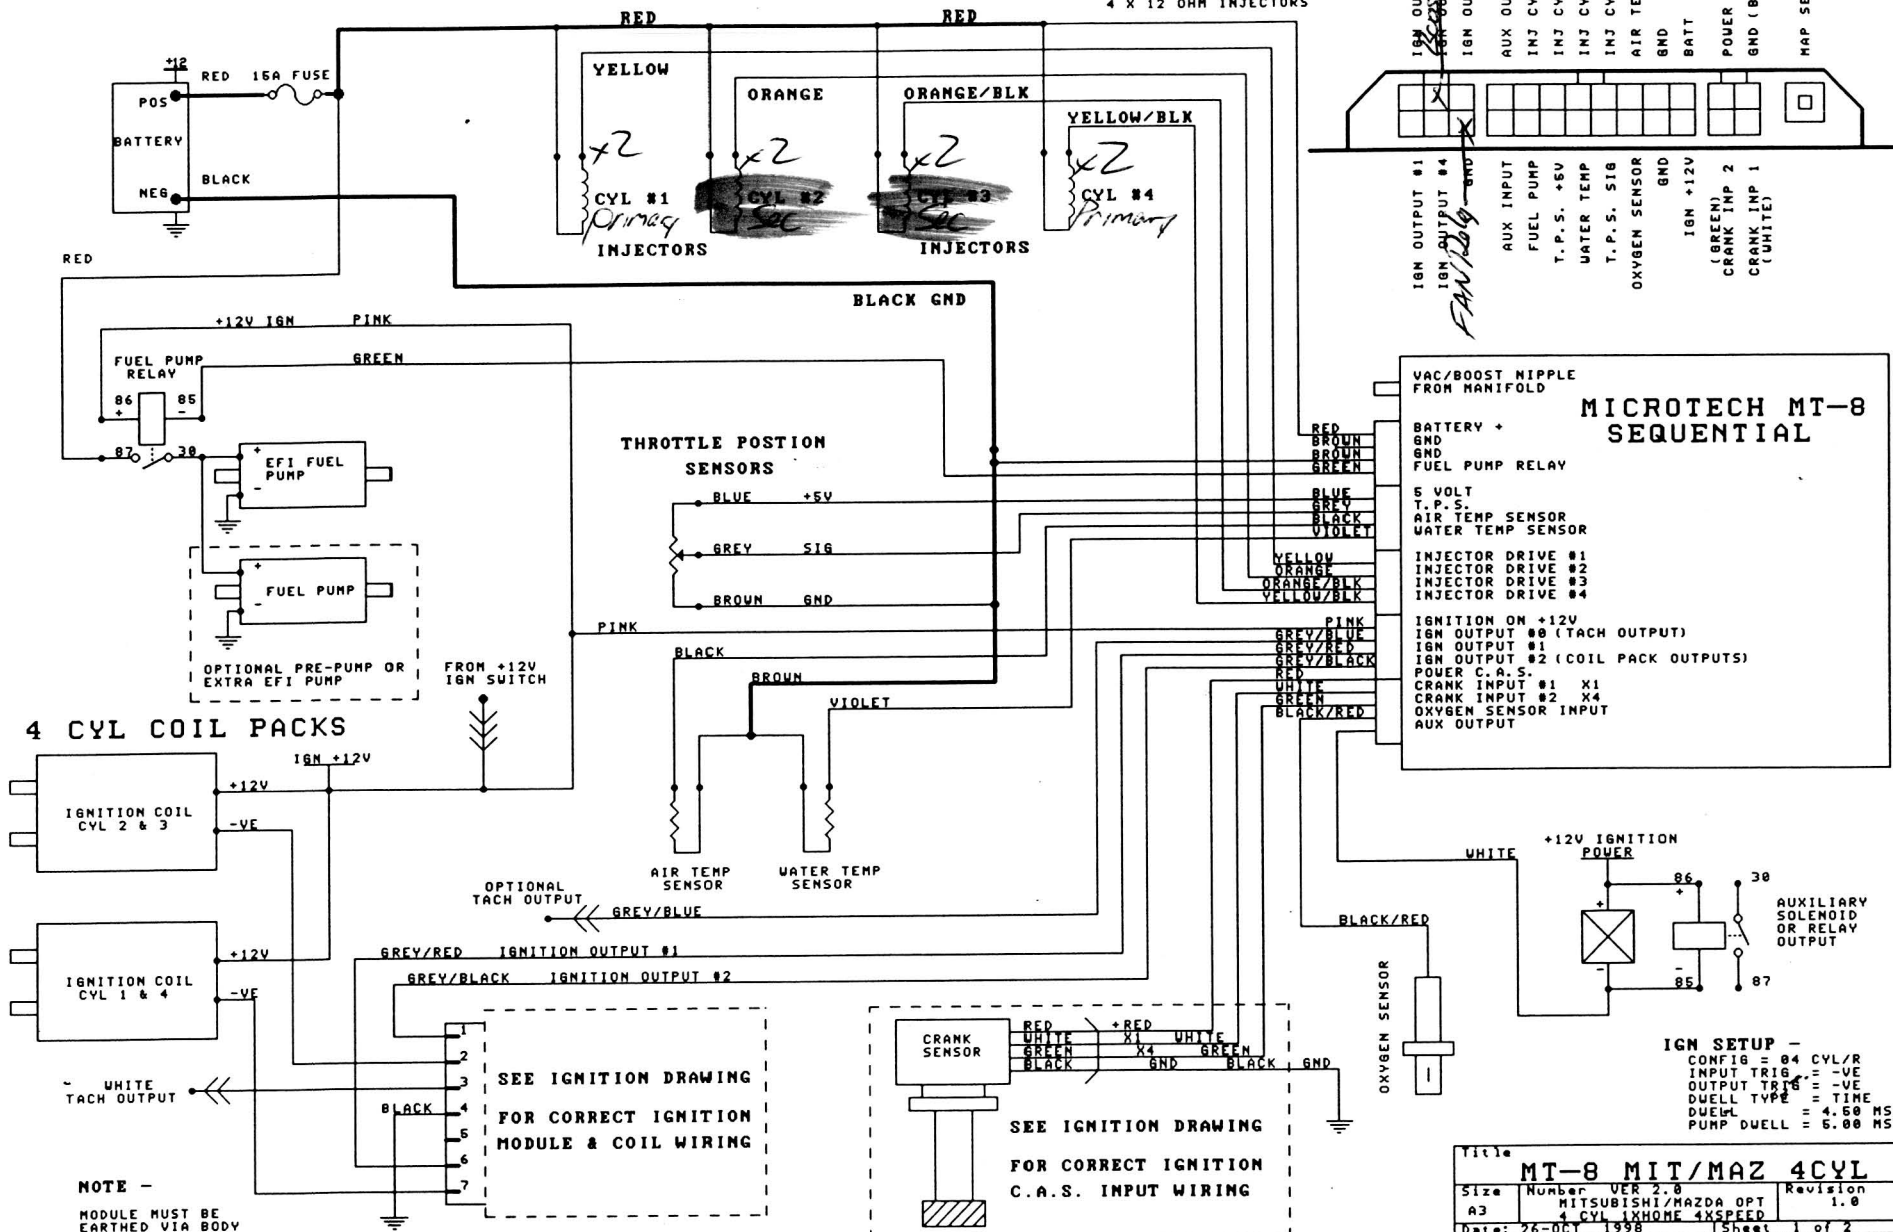 4 X 12 OHM INJECTORS
RED
RED
+12
RED 15A FUSE
POS
BATTERY
NEG
BLACK
YELLOW
ORANGE
ORANGE/BLK
YELLOW/BLK
x2
x2
x2
x2
CYL #1
CYL #2
CYL #3
CYL #4
Primary
Sec
Sec
Primary
INJECTORS
INJECTORS
IGN OUTPUT #1
IGN OUTPUT #4
GND
FAN Relay
AUX INPUT
FUEL PUMP
T.P.S. +5V
WATER TEMP
T.P.S. SIG
OXYGEN SENSOR
GND
IGN +12V
(GREEN)
CRANK INP 2
CRANK INP 1
(WHITE)
GND
BATT
POWER
RED
BLACK GND
+12V IGN PINK
GREEN
FUEL PUMP
RELAY
86 85
+ -
87 30
EFI FUEL
PUMP
FUEL PUMP
OPTIONAL PRE-PUMP OR
EXTRA EFI PUMP
FROM +12V
IGN SWITCH
THROTTLE POSTION
SENSORS
BLUE +5V
GREY SIG
BROWN GND
PINK
BLACK
BROWN
VIOLET
AIR TEMP
SENSOR
WATER TEMP
SENSOR
VAC/BOOST NIPPLE
FROM MANIFOLD
MICROTECH MT-8
SEQUENTIAL
RED BATTERY +
BROWN GND
BROWN GND
GREEN FUEL PUMP RELAY
BLUE 5 VOLT
GREY T.P.S.
BLACK AIR TEMP SENSOR
VIOLET WATER TEMP SENSOR
YELLOW INJECTOR DRIVE #1
ORANGE INJECTOR DRIVE #2
ORANGE/BLK INJECTOR DRIVE #3
YELLOW/BLK INJECTOR DRIVE #4
PINK IGNITION ON +12V
GREY/BLUE IGN OUTPUT #0 (TACH OUTPUT)
GREY/RED IGN OUTPUT #1
GREY/BLACK IGN OUTPUT #2 (COIL PACK OUTPUTS)
RED POWER C.A.S.
WHITE CRANK INPUT #1 X1
GREEN CRANK INPUT #2 X4
BLACK/RED OXYGEN SENSOR INPUT
AUX OUTPUT
4 CYL COIL PACKS
IGN +12V
IGNITION COIL
CYL 2 & 3
+12V
-VE
IGNITION COIL
CYL 1 & 4
+12V
-VE
OPTIONAL
TACH OUTPUT
GREY/BLUE
GREY/RED IGNITION OUTPUT #1
GREY/BLACK IGNITION OUTPUT #2
- WHITE
TACH OUTPUT
BLACK
1
2
3
4
5
6
7
SEE IGNITION DRAWING
FOR CORRECT IGNITION
MODULE & COIL WIRING
NOTE -
MODULE MUST BE
EARTHED VIA BODY
CRANK
SENSOR
RED +RED
WHITE X1 WHITE
GREEN X4 GREEN
BLACK GND BLACK GND
SEE IGNITION DRAWING
FOR CORRECT IGNITION
C.A.S. INPUT WIRING
BLACK/RED
OXYGEN SENSOR
WHITE
+12V IGNITION
POWER
86
+
+
30
AUXILIARY
SOLENOID
OR RELAY
OUTPUT
-
-
85
87
IGN SETUP -
CONFIG = 04 CYL/R
INPUT TRIG = -VE
OUTPUT TRIG = -VE
DWELL TYPE = TIME
DWELL = 4.50 MS
PUMP DWELL = 5.00 MS
Title
MT-8 MIT/MAZ 4CYL
Size
A3
Number VER 2.0
MITSUBISHI/MAZDA OPT
4 CYL 1XHOME 4XSPEED
Revision
1.0
Date: 26-OCT 1998
Sheet 1 of 2